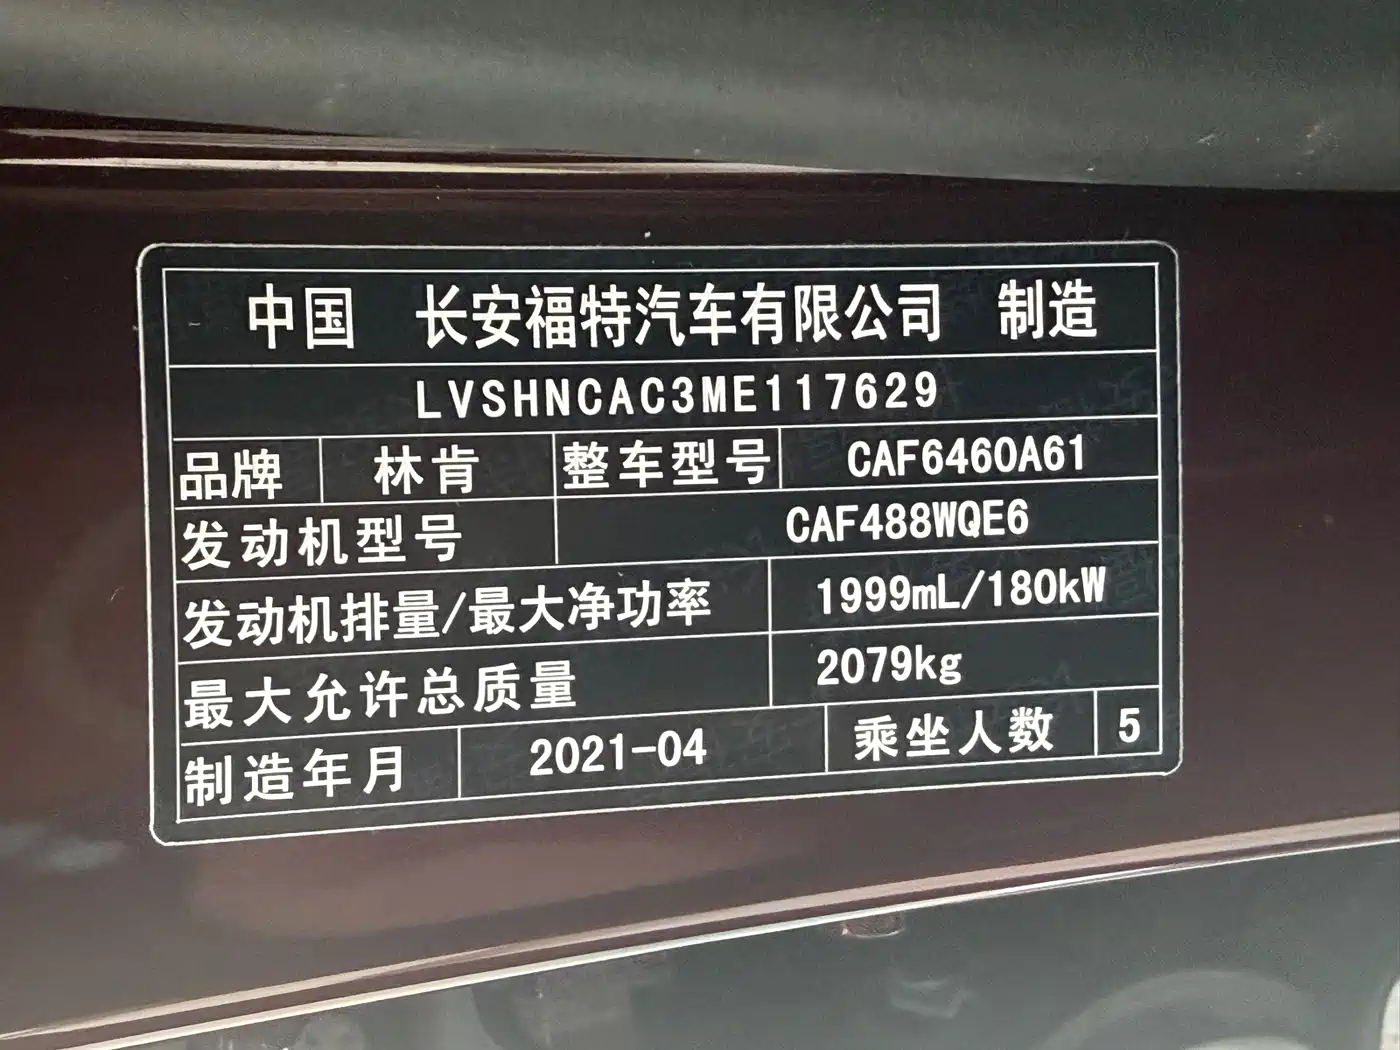 中国 长安福特汽车有限公司 制造
LVSHNCAC3ME117629
品牌 林肯 整车型号 CAF6460A61
发动机型号 CAF488WQE6
发动机排量/最大净功率 1999mL/180kW
最大允许总质量 2079kg
制造年月 2021-04 乘坐人数 5